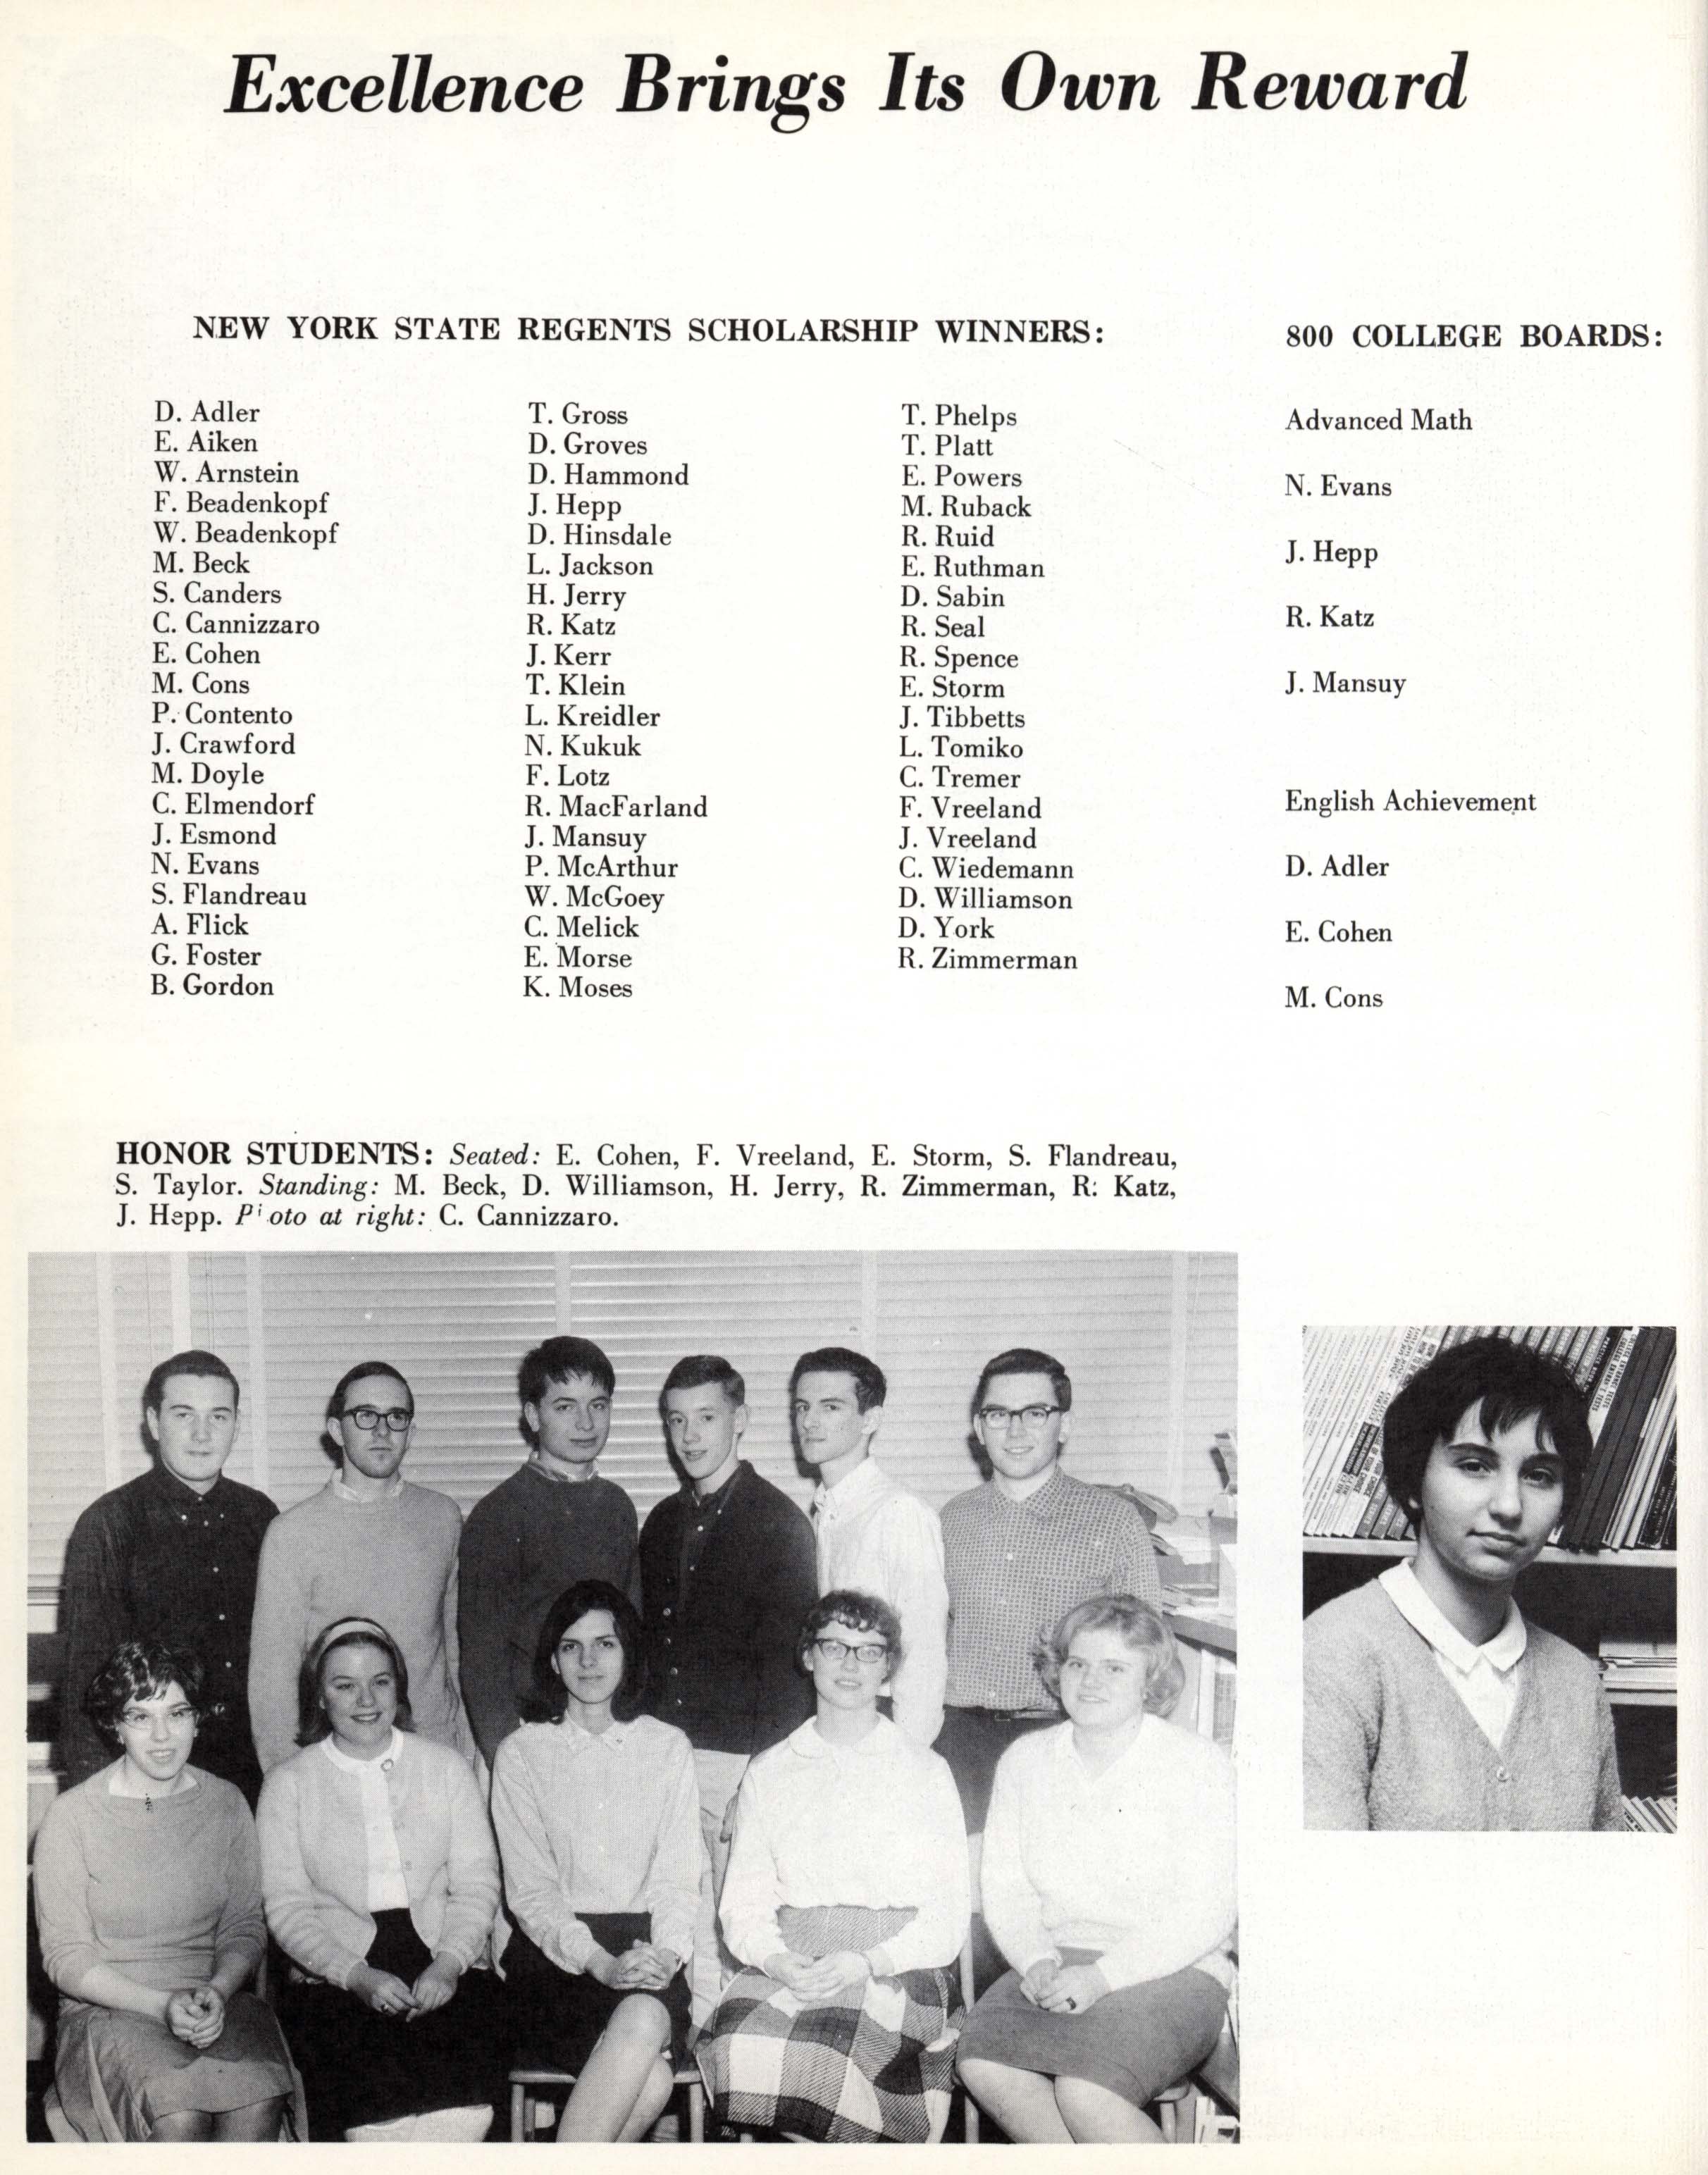 Excellence Brings Its Own Reward
NEW YORK STATE REGENTS SCHOLARSHIP WINNERS:
D. Adler
E. Aiken
W. Arnstein
F. Beadenkopf
W. Beadenkopf
M. Beck
S. Canders
C. Cannizzaro
E. Cohen
M. Cons
P. Contento
J. Crawford
M. Doyle
C. Elmendorf
J. Esmond
N. Evans
S. Flandreau
A. Flick
G. Foster
B. Gordon
T. Gross
D. Groves
D. Hammond
J. Hepp
D. Hinsdale
L. Jackson
H. Jerry
R. Katz
J. Kerr
T. Klein
L. Kreidler
N. Kukuk
F. Lotz
R. MacFarland
J. Mansuy
P. McArthur
W. McGoey
C. Melick
E. Morse
K. Moses
T. Phelps
T. Platt
E. Powers
M. Ruback
R. Ruid
E. Ruthman
D. Sabin
R. Seal
R. Spence
E. Storm
J. Tibbetts
L. Tomiko
C. Tremer
F. Vreeland
J. Vreeland
C. Wiedemann
D. Williamson
D. York
R. Zimmerman
800 COLLEGE BOARDS:
Advanced Math
N. Evans
J. Hepp
R. Katz
J. Mansuy
English Achievement
D. Adler
E. Cohen
M. Cons
HONOR STUDENTS: Seated: E. Cohen, F. Vreeland, E. Storm, S. Flandreau,
S. Taylor. Standing: M. Beck, D. Williamson, H. Jerry, R. Zimmerman, R: Katz,
J. Hepp. Pi oto at right: C. Cannizzaro.